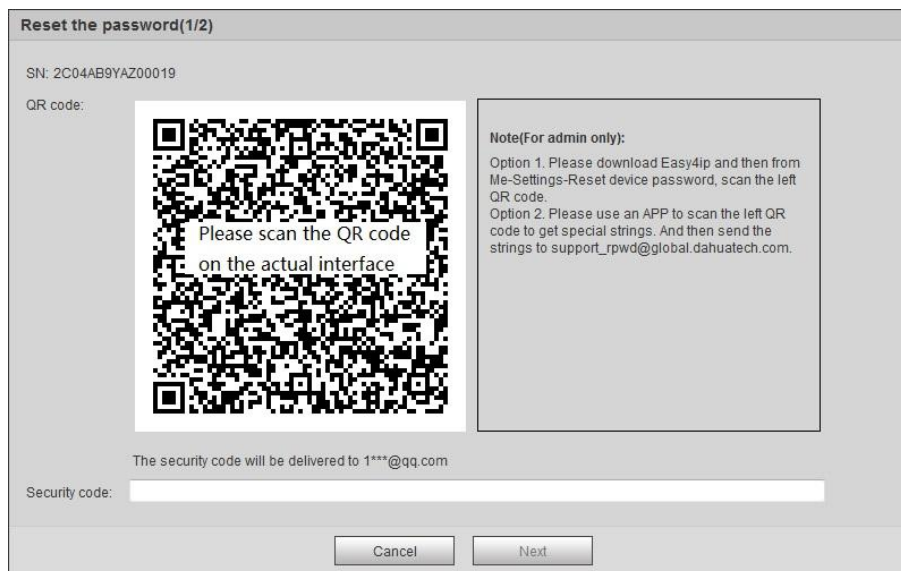 Reset the password(1/2)
SN: 2C04AB9YAZ00019
QR code:
Please scan the QR code
on the actual interface
Note(For admin only):
Option 1. Please download Easy4ip and then from
Me-Settings-Reset device password, scan the left
QR code.
Option 2. Please use an APP to scan the left QR
code to get special strings. And then send the
strings to support_rpwd@global.dahuatech.com.
The security code will be delivered to 1***@qq.com
Security code:
Cancel
Next